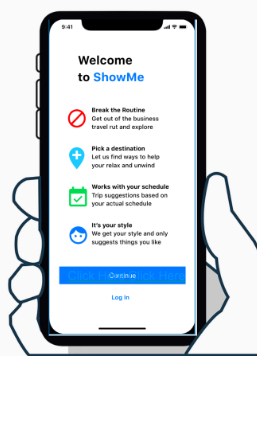 9:41
Welcome
to ShowMe
Break the Routine
Get out of the business
travel rut and explore
Pick a destination
Let us find ways to help
your relax and unwind
Works with your schedule
Trip suggestions based on
your actual schedule
It's your style
We get your style and only
suggests things you like
Continue
Log in